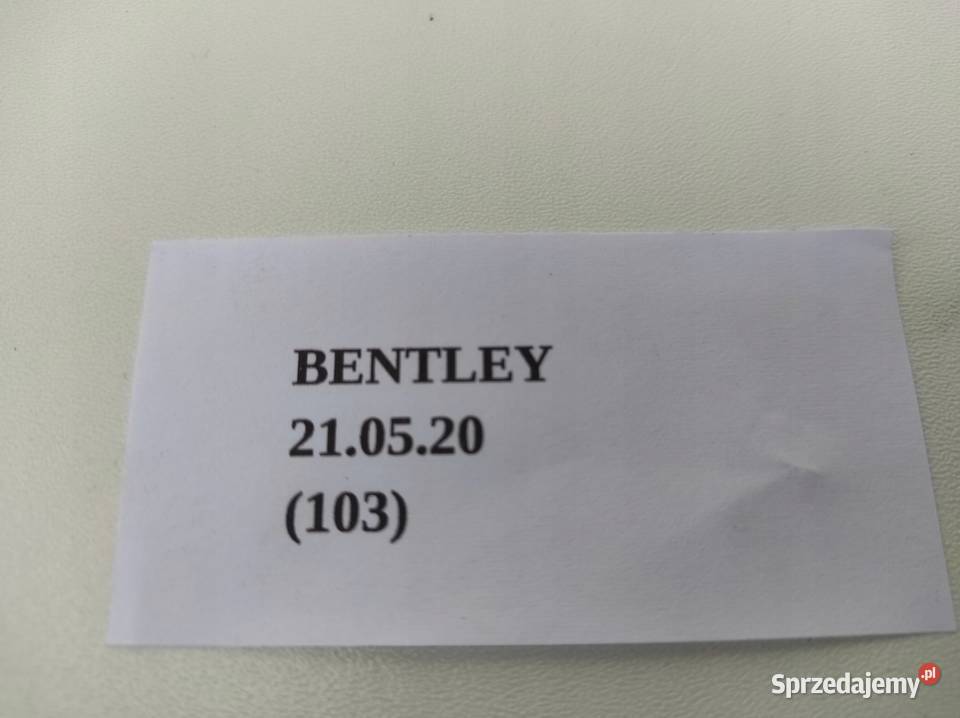 BENTLEY
21.05.20
(103)
Sprzedajemy.pl